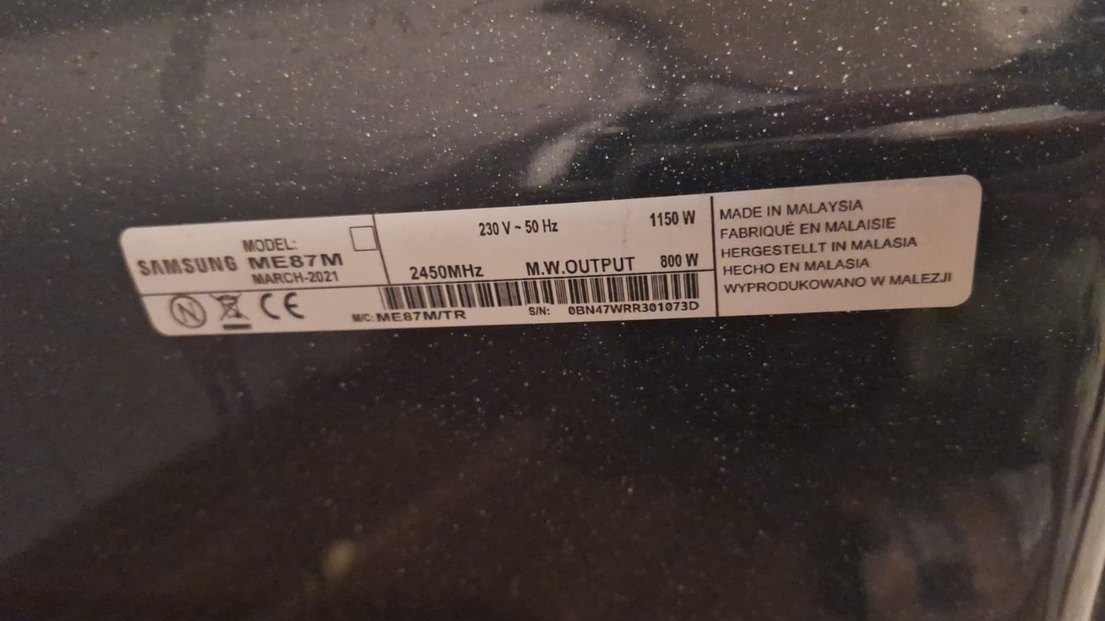 MODEL:
SAMSUNG ME87M
MARCH-2021
230 V ~ 50 Hz 1150 W
2450MHz M.W.OUTPUT 800 W
N CE
M/C: ME87M/TR S/N: 0BN47WRR301073D
MADE IN MALAYSIA
FABRIQUÉ EN MALAISIE
HERGESTELLT IN MALASIA
HECHO EN MALASIA
WYPRODUKOWANO W MALEZJI